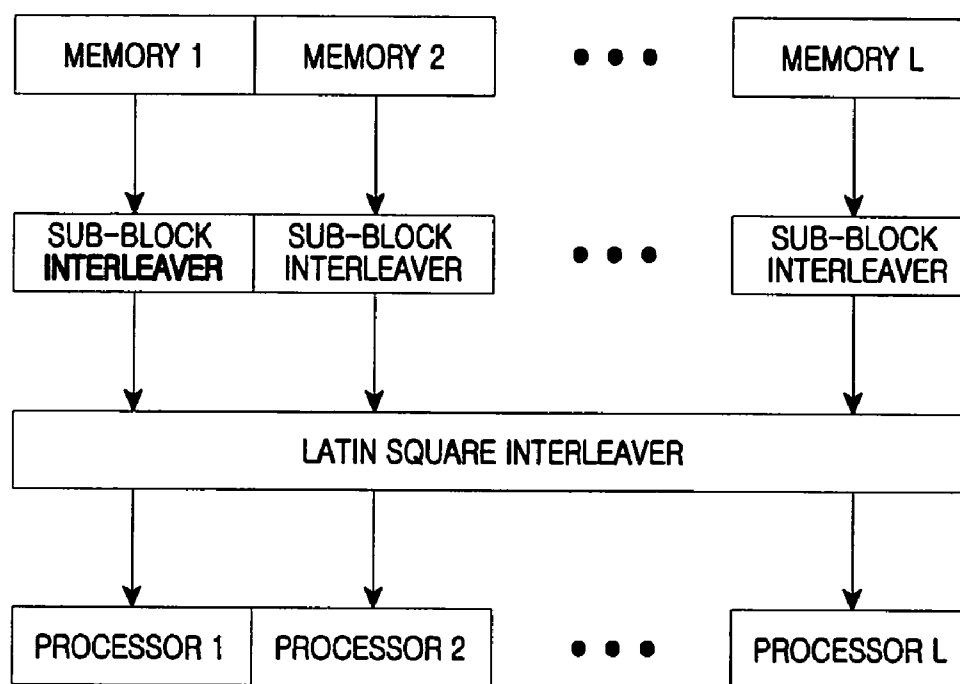 MEMORY 1
MEMORY 2
MEMORY L
SUB-BLOCK
INTERLEAVER
SUB-BLOCK
INTERLEAVER
SUB-BLOCK
INTERLEAVER
LATIN SQUARE INTERLEAVER
PROCESSOR 1
PROCESSOR 2
PROCESSOR L